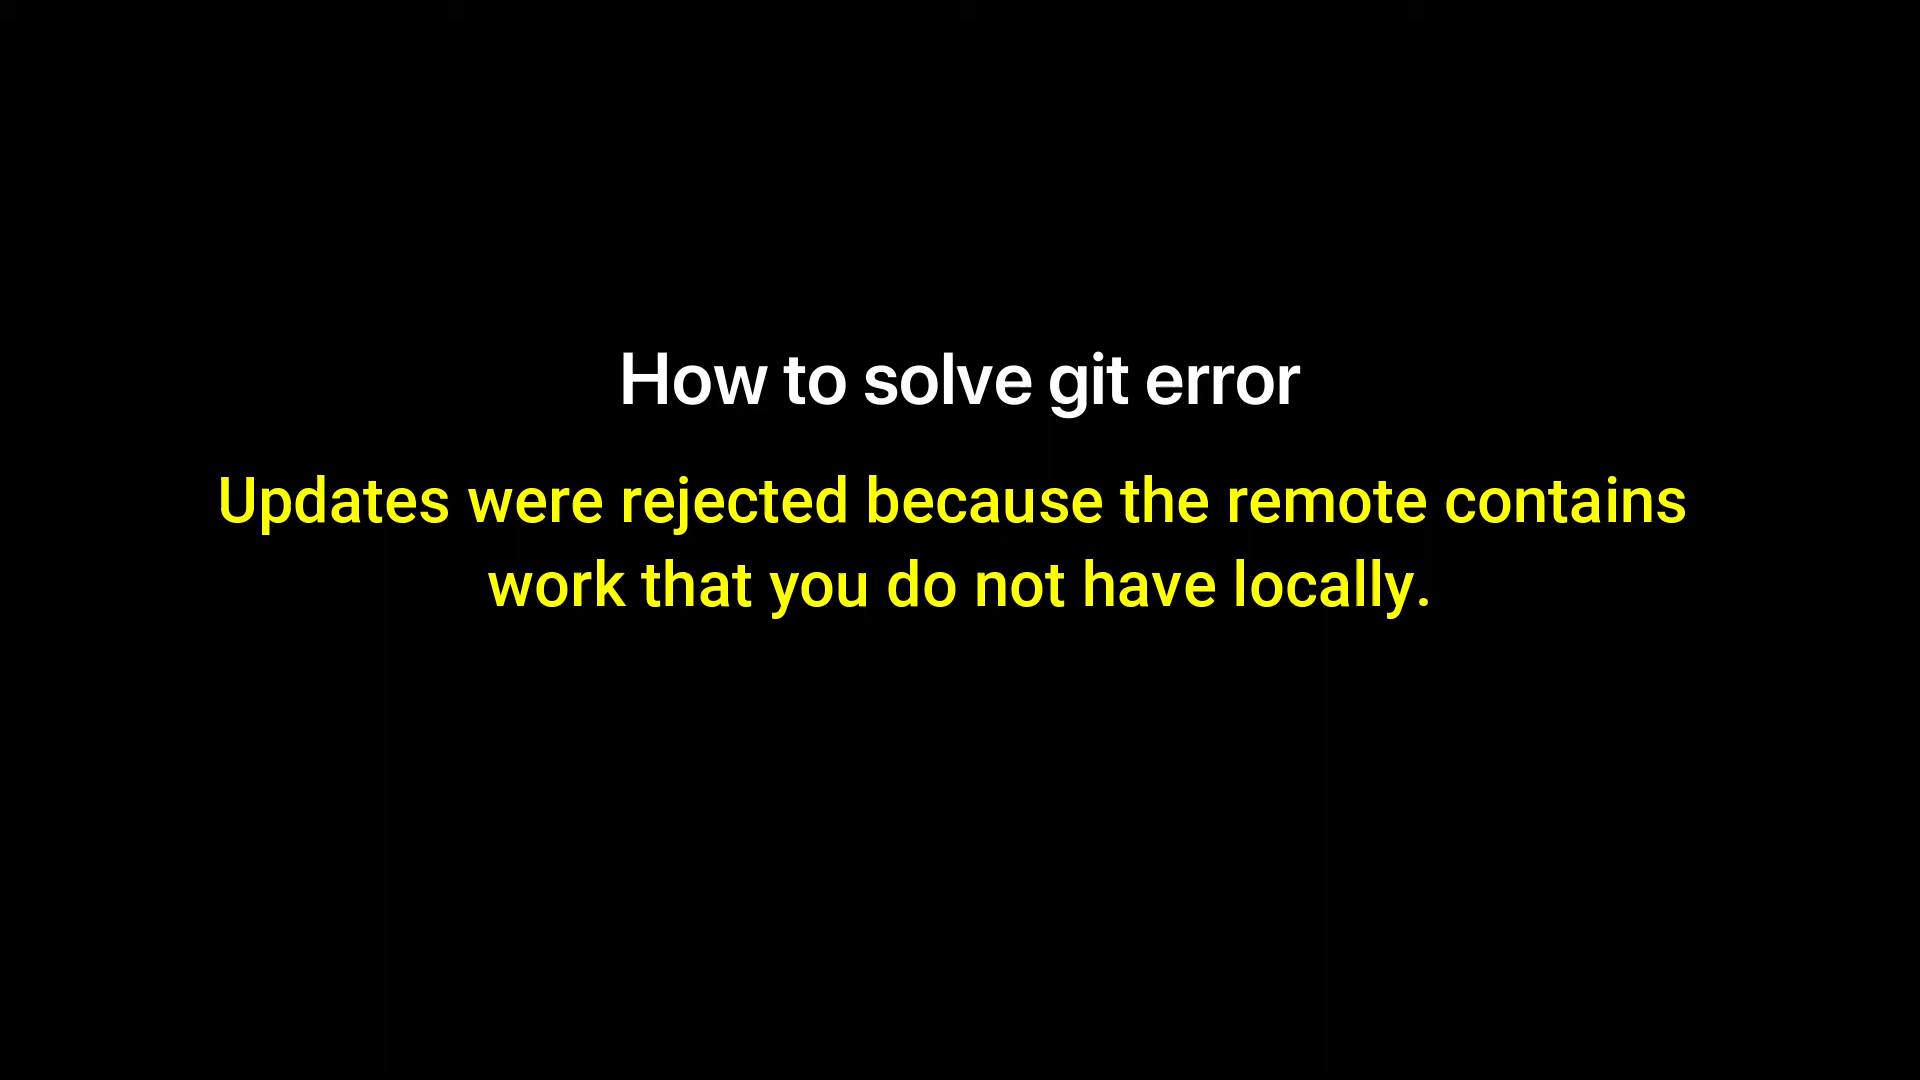 How to solve git error
Updates were rejected because the remote contains
work that you do not have locally.